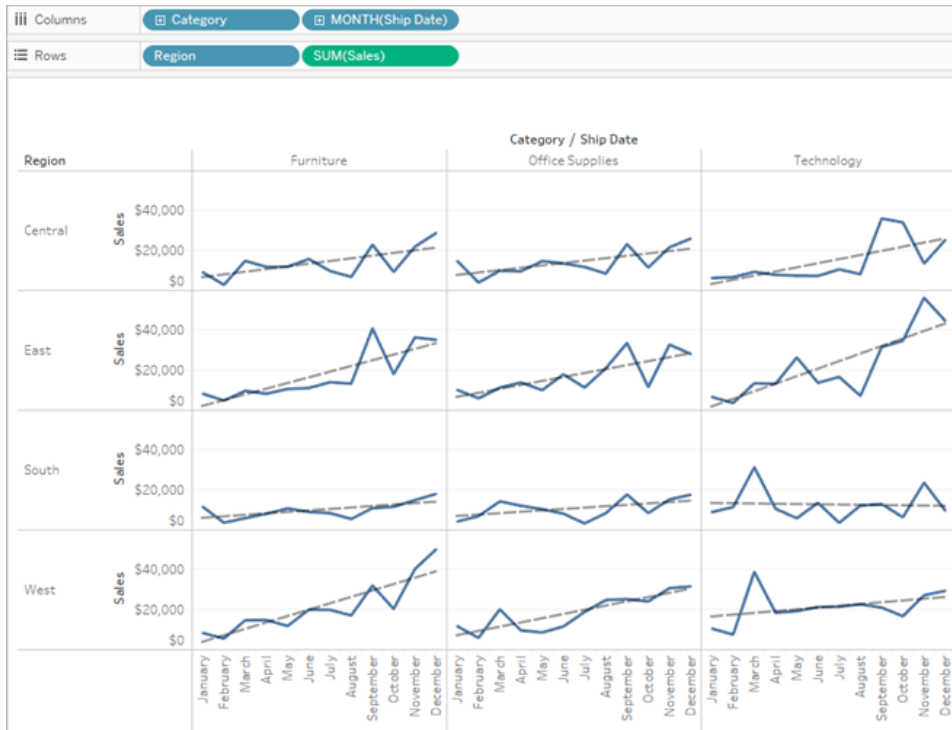 Columns Category MONTH(Ship Date)
Rows Region SUM(Sales)
Category / Ship Date
Region Furniture Office Supplies Technology
Central Sales $40,000
$20,000
$0
East Sales $40,000
$20,000
$0
South Sales $40,000
$20,000
$0
West Sales $40,000
$20,000
$0
January February March April May June July August September October November December January February March April May June July August September October November December January February March April May June July August September October November December